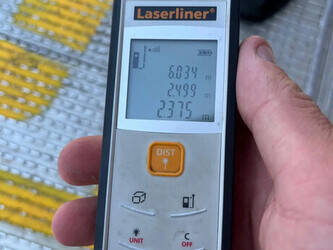 Laserliner®
6.034 m
2.499 m
2.375 m
DIST
UNIT
C
OFF